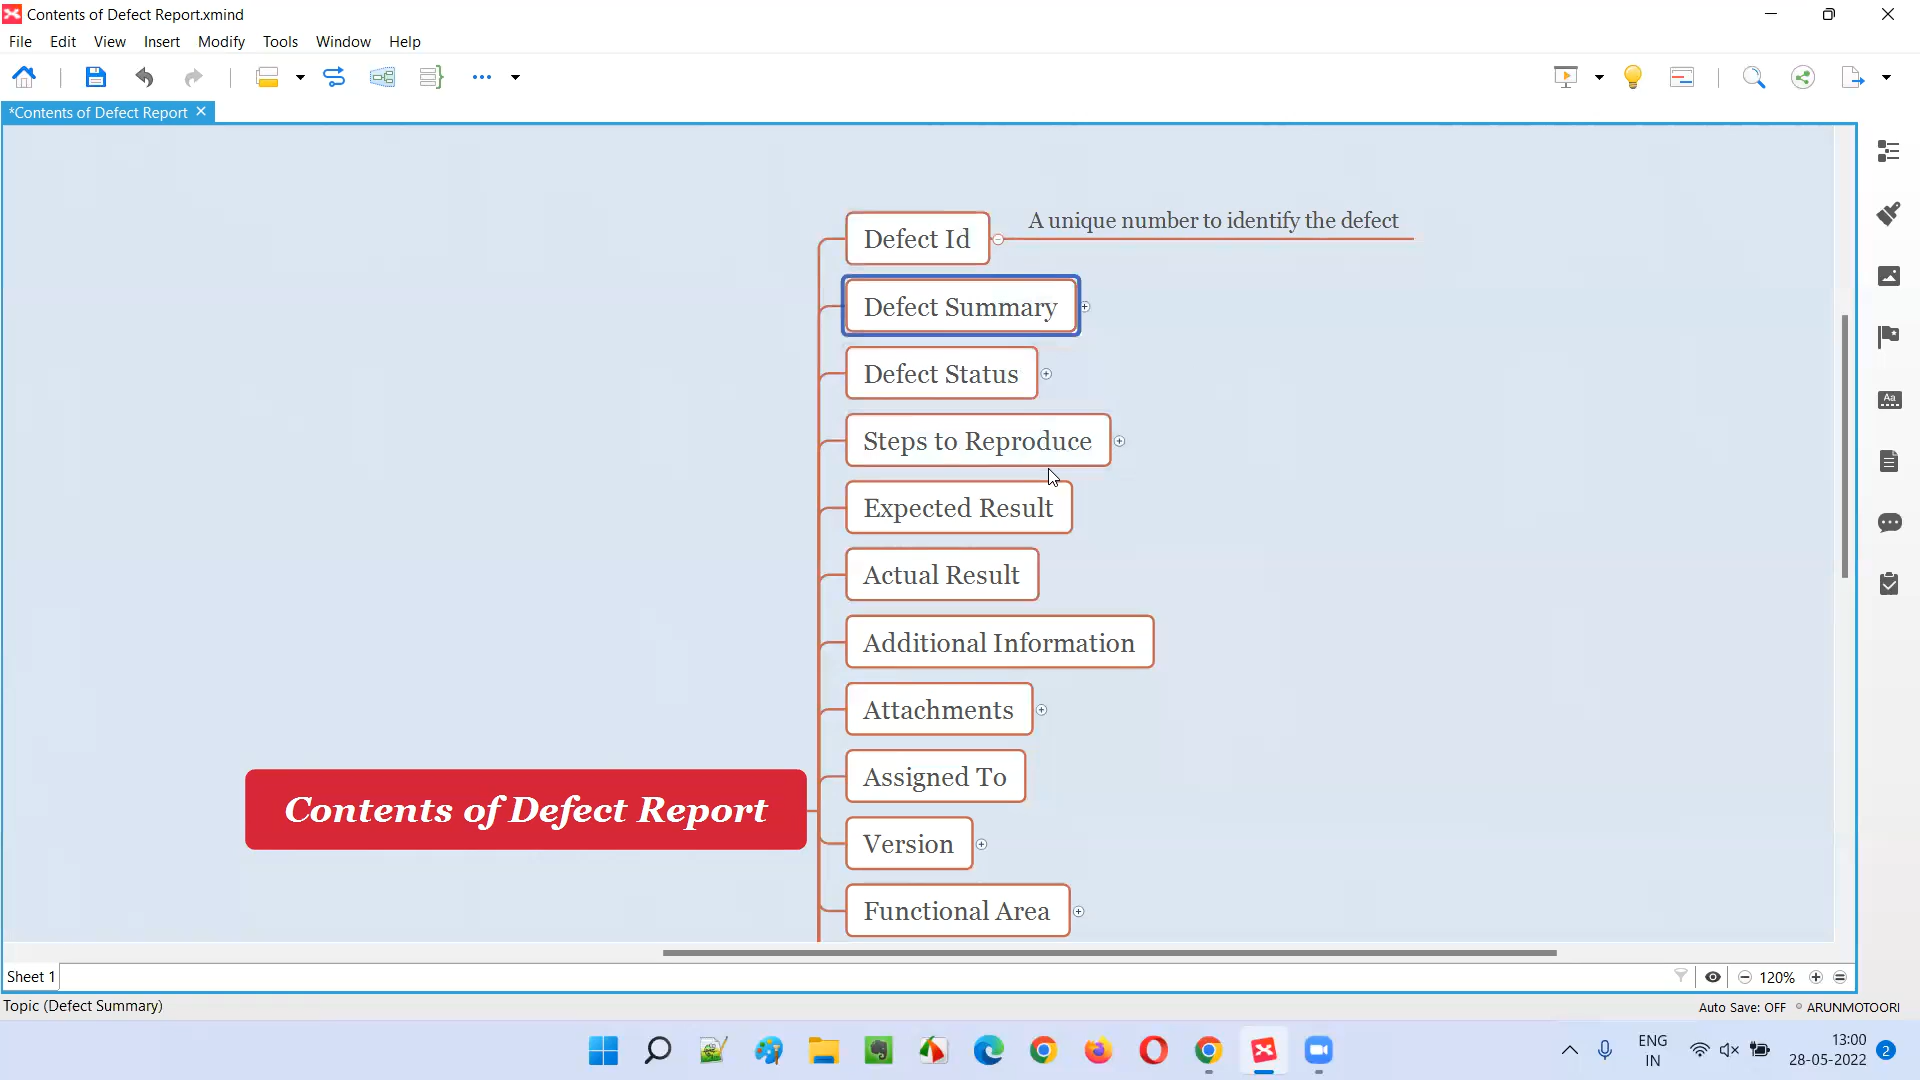 Contents of Defect Report.xmind
File Edit View Insert Modify Tools Window Help
*Contents of Defect Report
Defect Id
A unique number to identify the defect
Defect Summary
Defect Status
Steps to Reproduce
Expected Result
Actual Result
Additional Information
Attachments
Assigned To
Contents of Defect Report
Version
Functional Area
Aa
Sheet 1
120%
Topic (Defect Summary)
Auto Save: OFF ARUNMOTOORI
ENG
IN
13:00
28-05-2022
2